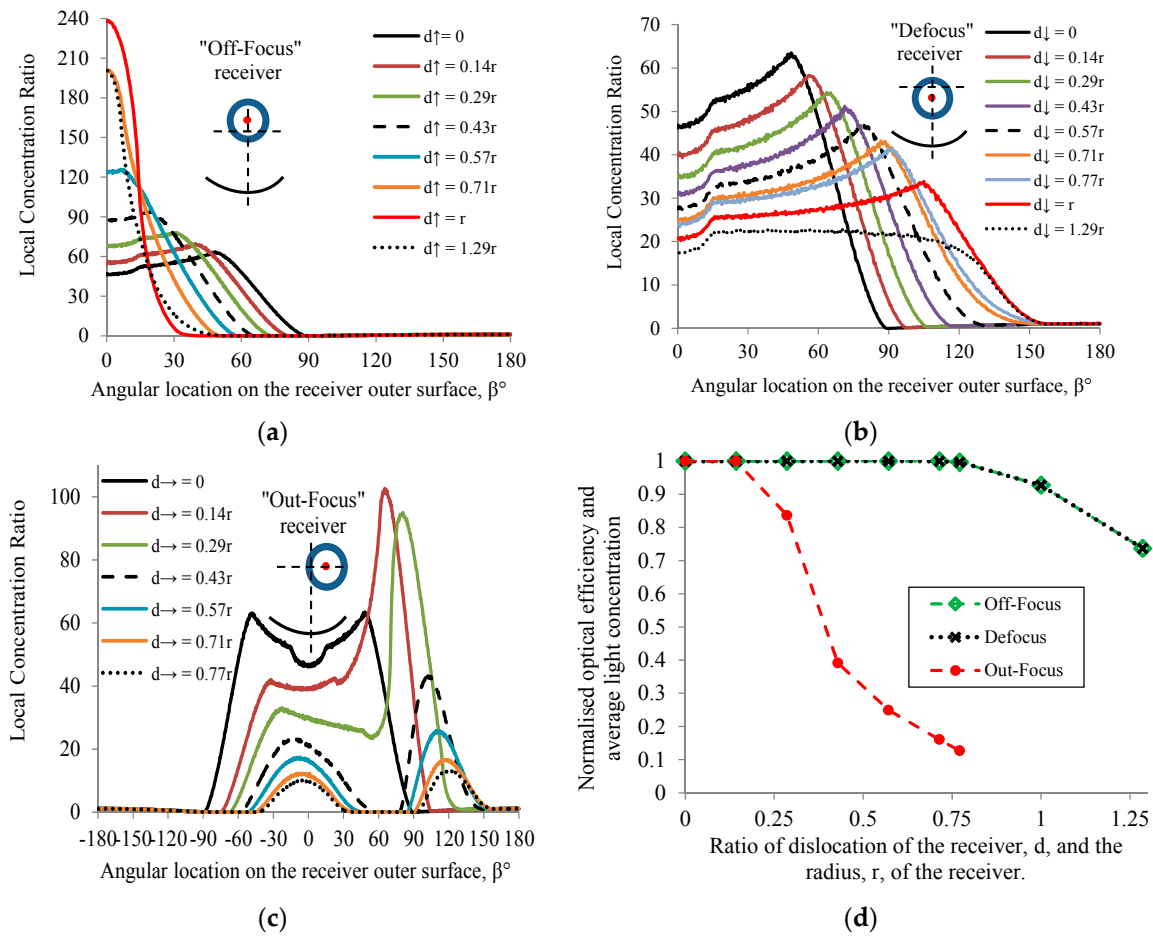 240
210
180
150
120
90
60
30
0
Local Concentration Ratio
"Off-Focus"
receiver
d↑= 0
d↑ = 0.14r
d↑ = 0.29r
d↑ = 0.43r
d↑ = 0.57r
d↑ = 0.71r
d↑ = r
d↑ = 1.29r
0 30 60 90 120 150 180
Angular location on the receiver outer surface, β°
(a)
70
60
50
40
30
20
10
0
Local Concentration Ratio
"Defocus"
receiver
d↓ = 0
d↓ = 0.14r
d↓ = 0.29r
d↓ = 0.43r
d↓ = 0.57r
d↓ = 0.71r
d↓ = 0.77r
d↓ = r
d↓ = 1.29r
0 30 60 90 120 150 180
Angular location on the receiver outer surface, β°
(b)
100
80
60
40
20
0
Local Concentration Ratio
d→ = 0
d→ = 0.14r
d→ = 0.29r
d→ = 0.43r
d→ = 0.57r
d→ = 0.71r
d→ = 0.77r
"Out-Focus"
receiver
-180 -150 -120 -90 -60 -30 0 30 60 90 120 150 180
Angular location on the receiver outer surface, β°
(c)
1
0.9
0.8
0.7
0.6
0.5
0.4
0.3
0.2
0.1
0
Normalised optical efficiency and
average light concentration
Off-Focus
Defocus
Out-Focus
0 0.25 0.5 0.75 1 1.25
Ratio of dislocation of the receiver, d, and the
radius, r, of the receiver.
(d)